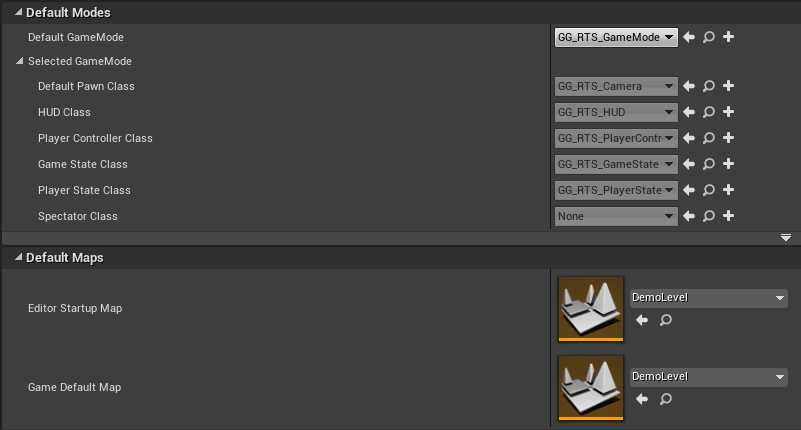 Default Modes
Default GameMode GG_RTS_GameMode
Selected GameMode
Default Pawn Class GG_RTS_Camera
HUD Class GG_RTS_HUD
Player Controller Class GG_RTS_PlayerContr
Game State Class GG_RTS_GameState
Player State Class GG_RTS_PlayerState
Spectator Class None
Default Maps
Editor Startup Map DemoLevel
Game Default Map DemoLevel